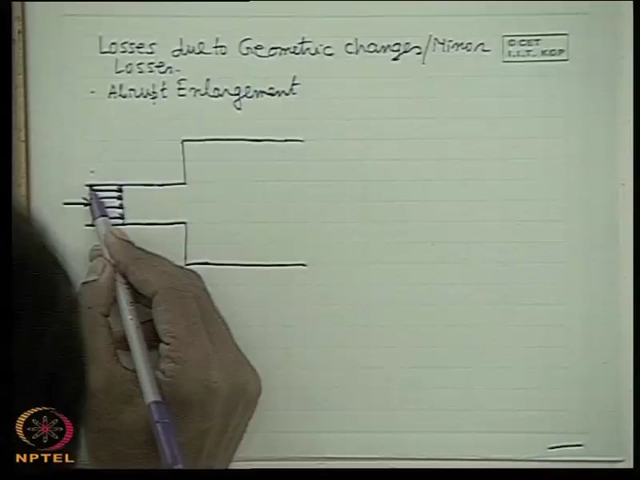 Losses due to Geometric changes/Minor
Losses.
- Abrupt Enlargement
© CET
I.I.T. KGP
NPTEL